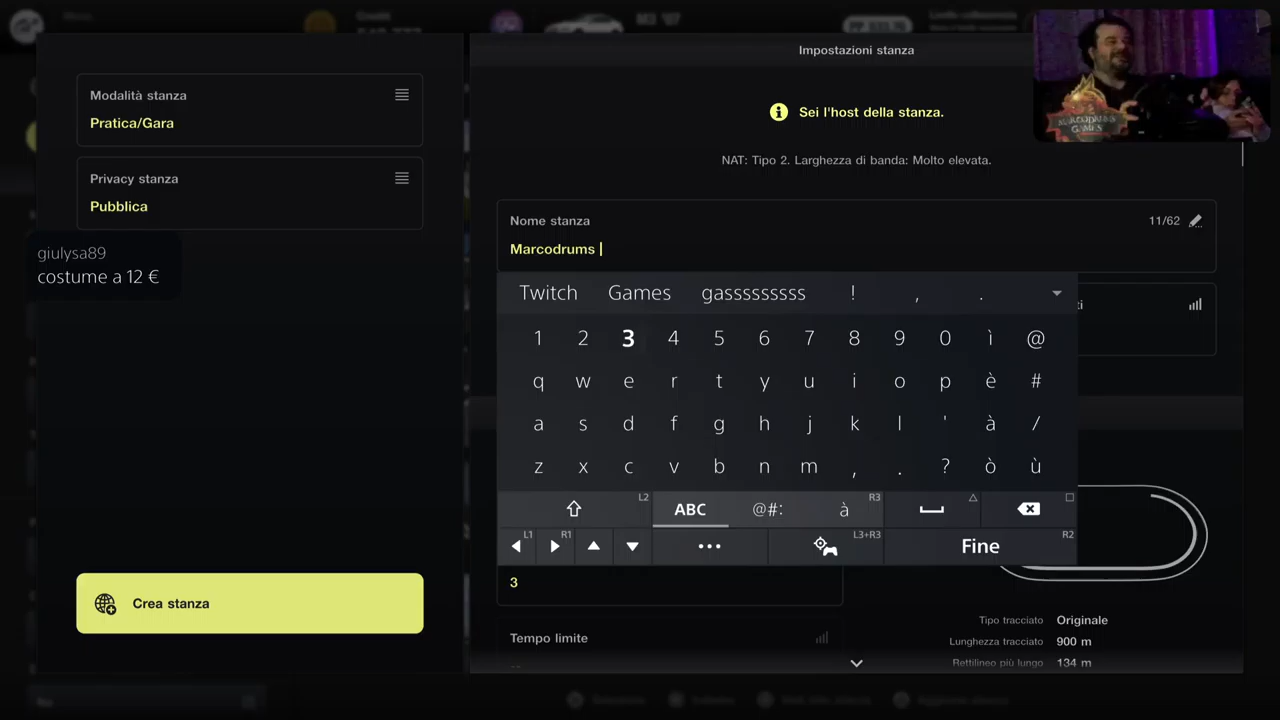 Impostazioni stanza
Modalità stanza
Pratica/Gara
Privacy stanza
Pubblica
giulysa89
costume a 12 €
Crea stanza
Sei l'host della stanza.
NAT: Tipo 2. Larghezza di banda: Molto elevata.
Nome stanza 11/62
Marcodrums
Twitch Games gasssssssss ! , .
1 2 3 4 5 6 7 8 9 0 ì @
q w e r t y u i o p è #
a s d f g h j k l ' à /
z x c v b n m , . ? ò ù
L2 ABC @#: à R3 △ □
L1 R1 ••• L3+R3 Fine R2
3
Tempo limite
--
Tipo tracciato Originale
Lunghezza tracciato 900 m
Rettilineo più lungo 134 m
MARCODRUMS
GAMES